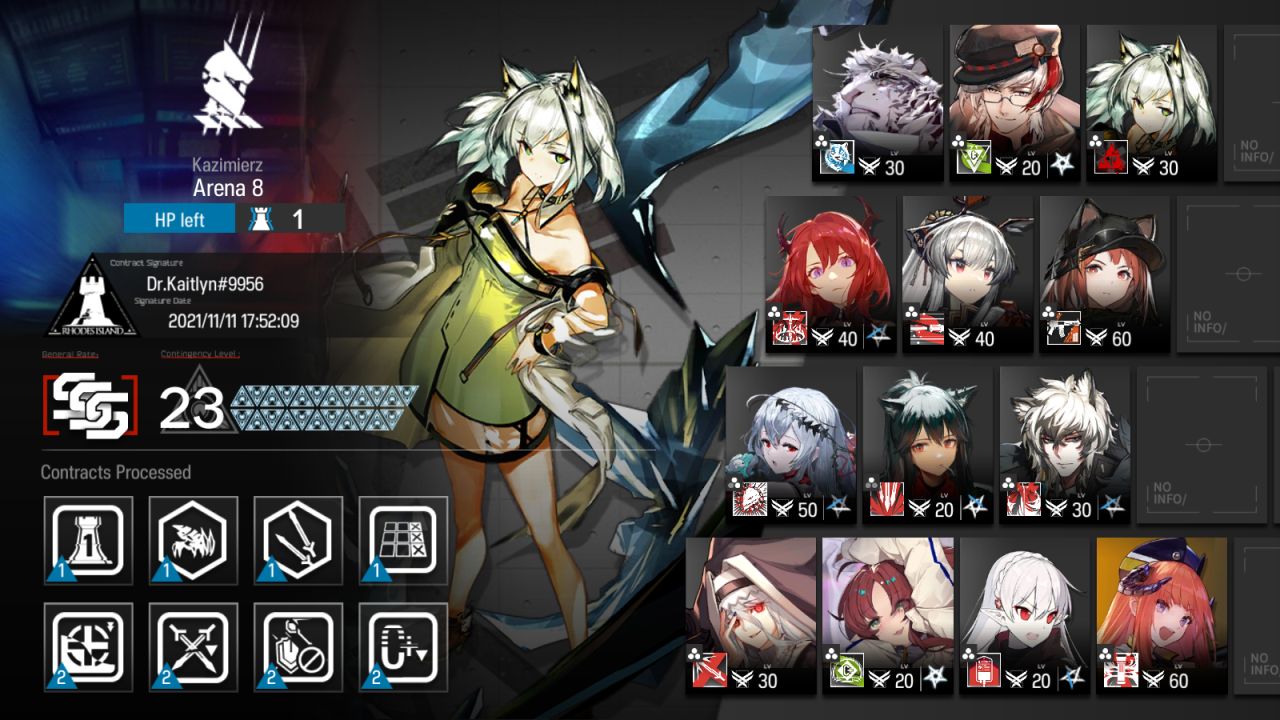 Kazimierz
Arena 8
HP left 1
Contract Signature
Dr.Kaitlyn#9956
Signature Date
2021/11/11 17:52:09
RHODES ISLAND
General Rate:
Contingency Level :
23
Contracts Processed
1
1
1
1
1
2
2
2
2
LV
30
LV
20
LV
30
NO
INFO/
LV
40
LV
40
LV
60
NO
INFO/
LV
50
LV
20
LV
30
NO
INFO/
LV
30
LV
20
LV
20
LV
60
NO
INFO